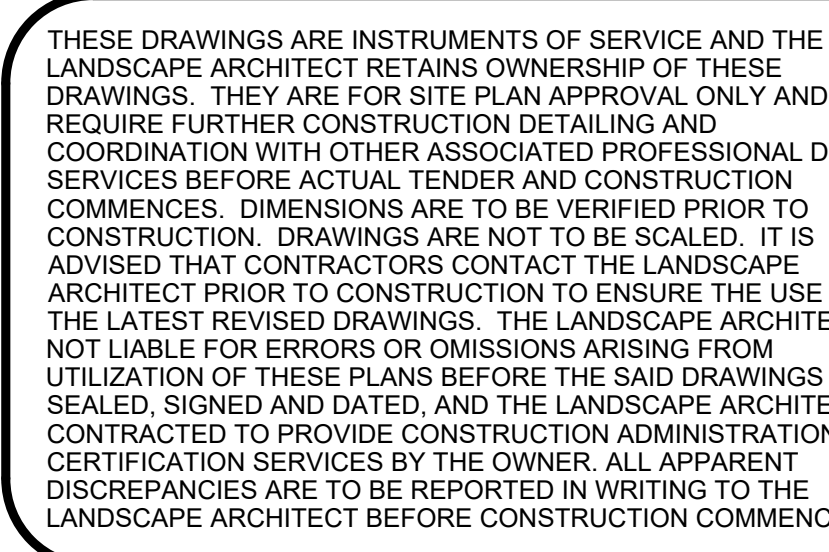 THESE DRAWINGS ARE INSTRUMENTS OF SERVICE AND THE
LANDSCAPE ARCHITECT RETAINS OWNERSHIP OF THESE
DRAWINGS.  THEY ARE FOR SITE PLAN APPROVAL ONLY AND
REQUIRE FURTHER CONSTRUCTION DETAILING AND
COORDINATION WITH OTHER ASSOCIATED PROFESSIONAL D
SERVICES BEFORE ACTUAL TENDER AND CONSTRUCTION
COMMENCES.  DIMENSIONS ARE TO BE VERIFIED PRIOR TO
CONSTRUCTION.  DRAWINGS ARE NOT TO BE SCALED.  IT IS
ADVISED THAT CONTRACTORS CONTACT THE LANDSCAPE
ARCHITECT PRIOR TO CONSTRUCTION TO ENSURE THE USE
THE LATEST REVISED DRAWINGS.  THE LANDSCAPE ARCHITE
NOT LIABLE FOR ERRORS OR OMISSIONS ARISING FROM
UTILIZATION OF THESE PLANS BEFORE THE SAID DRAWINGS
SEALED, SIGNED AND DATED, AND THE LANDSCAPE ARCHITE
CONTRACTED TO PROVIDE CONSTRUCTION ADMINISTRATION
CERTIFICATION SERVICES BY THE OWNER. ALL APPARENT
DISCREPANCIES ARE TO BE REPORTED IN WRITING TO THE
LANDSCAPE ARCHITECT BEFORE CONSTRUCTION COMMENC